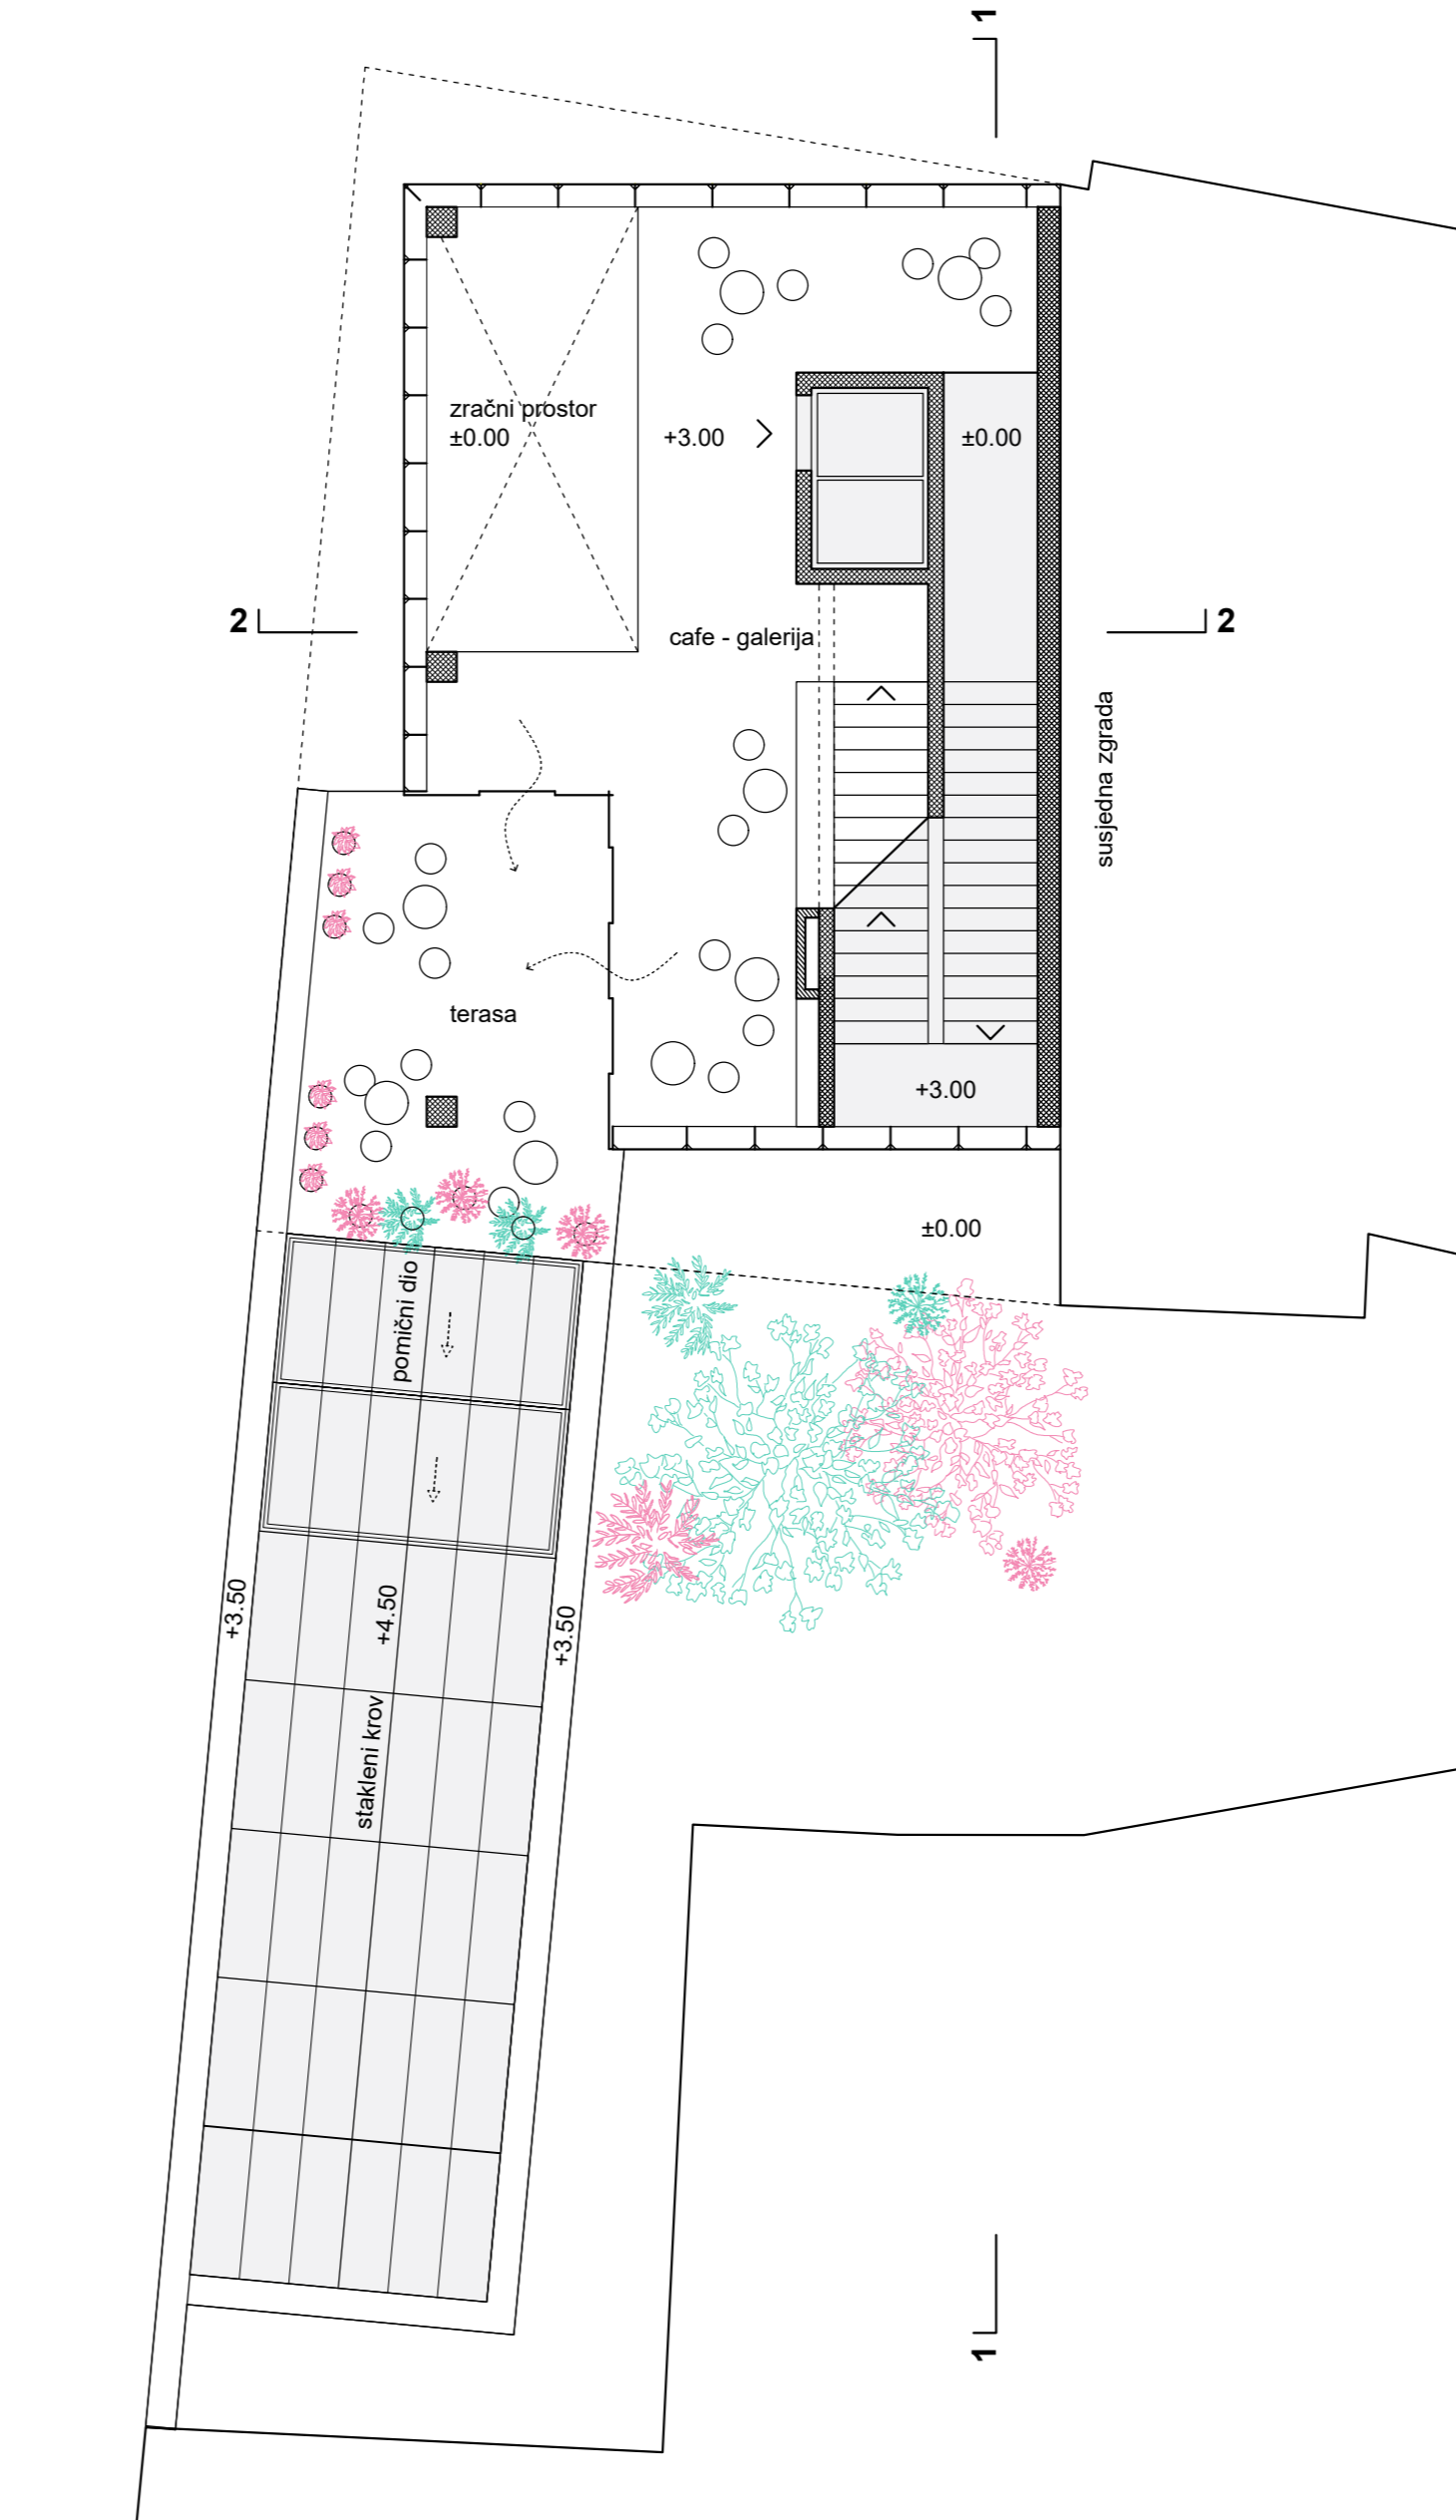 1
zračni prostor
±0.00
+3.00
±0.00
2
2
cafe - galerija
susjedna zgrada
terasa
+3.00
±0.00
pomični dio
+3.50
+4.50
+3.50
stakleni krov
1